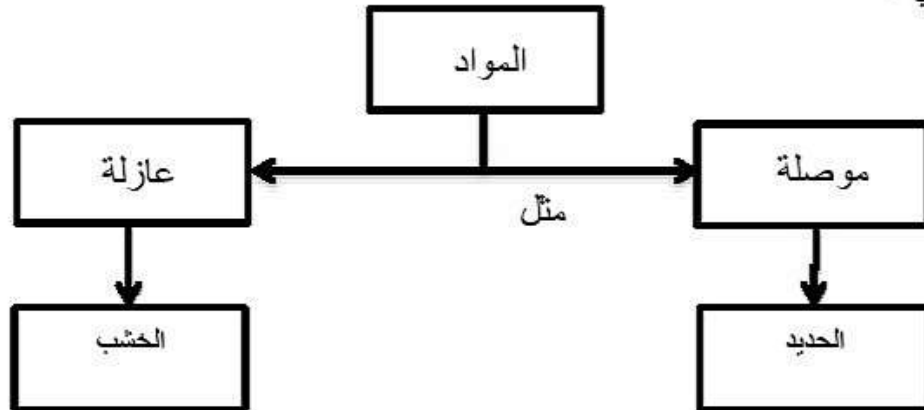 المواد
موصلة
عازلة
مثل
الحديد
الخشب